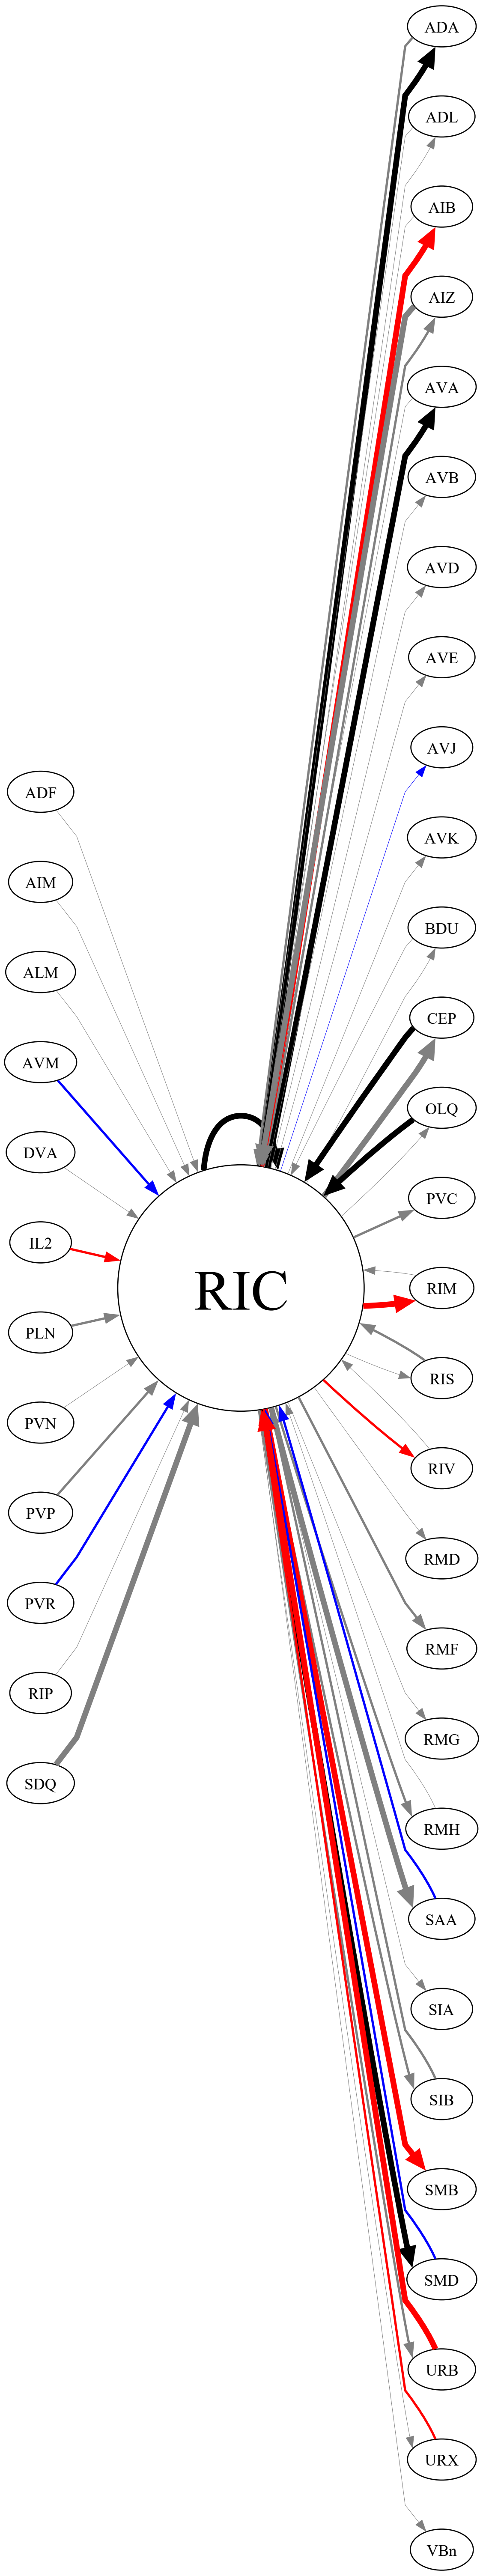 ADA
ADL
AIB
AIZ
AVA
AVB
AVD
AVE
AVJ
ADF
AVK
AIM
BDU
ALM
CEP
AVM
OLQ
DVA
PVC
IL2
RIC
RIM
PLN
RIS
PVN
RIV
PVP
RMD
PVR
RMF
RIP
RMG
SDQ
RMH
SAA
SIA
SIB
SMB
SMD
URB
URX
VBn